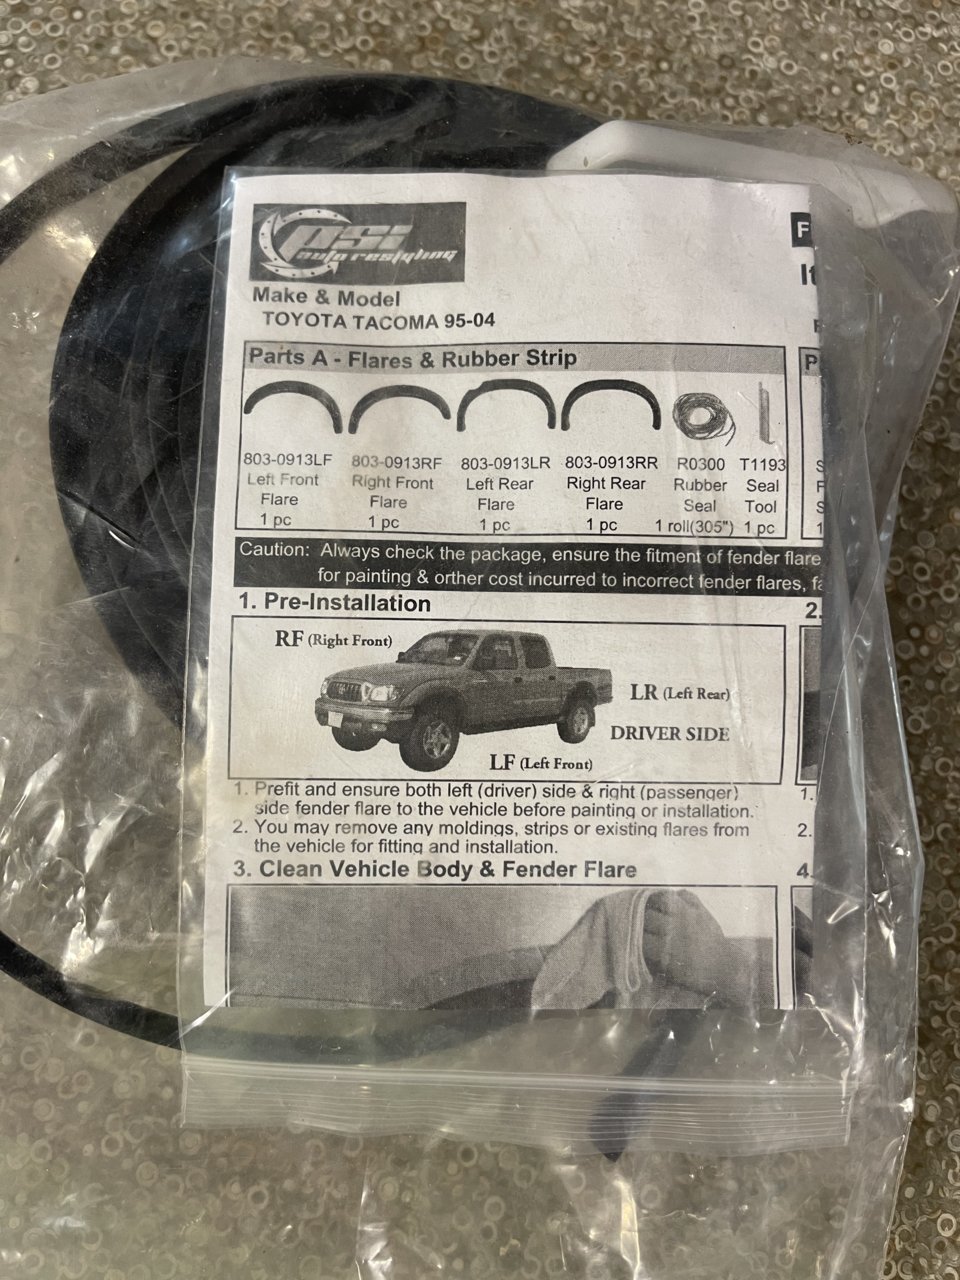 PSi
auto restyling
Make & Model
TOYOTA TACOMA 95-04
F
It
Parts A - Flares & Rubber Strip
P
803-0913LF 803-0913RF 803-0913LR 803-0913RR R0300 T1193
Left Front Right Front Left Rear Right Rear Rubber Seal
Flare Flare Flare Flare Seal Tool
1 pc 1 pc 1 pc 1 pc 1 roll(305") 1 pc
Caution: Always check the package, ensure the fitment of fender flare
for painting & orther cost incurred to incorrect fender flares, fa
1. Pre-Installation
2.
RF (Right Front)
LR (Left Rear)
DRIVER SIDE
LF (Left Front)
1. Prefit and ensure both left (driver) side & right (passenger)
side fender flare to the vehicle before painting or installation.
2. You may remove any moldings, strips or existing flares from
the vehicle for fitting and installation.
1.
2.
3. Clean Vehicle Body & Fender Flare
4.